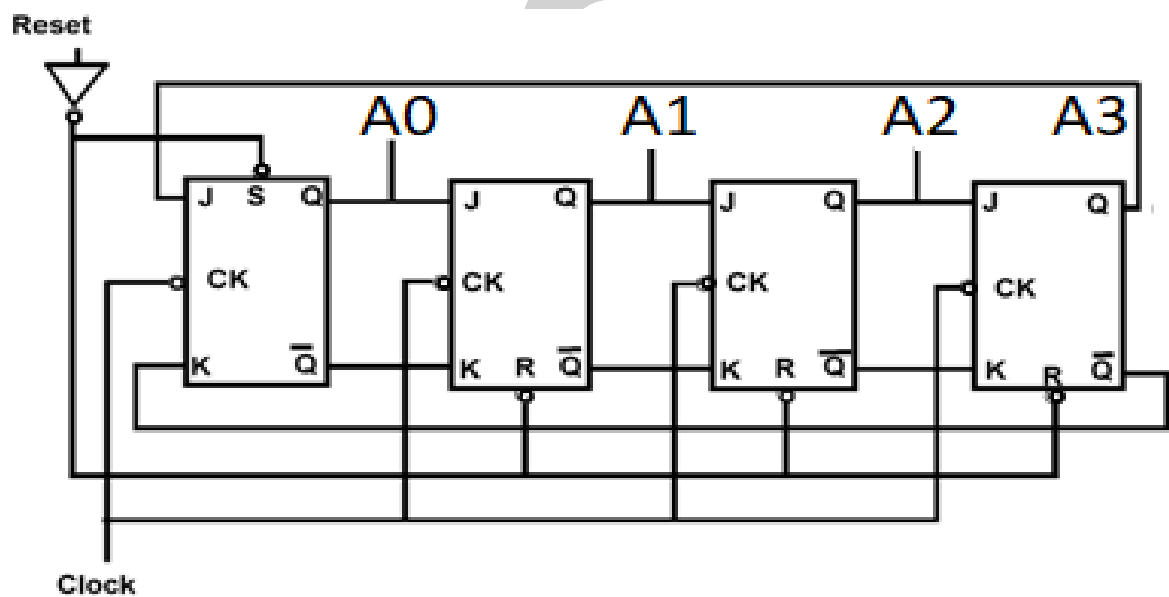 Reset
A0 A1 A2 A3
J S Q J Q J Q J Q
CK CK CK CK
K Q̅ K R Q̅ K R Q̅ K R Q̅
Clock